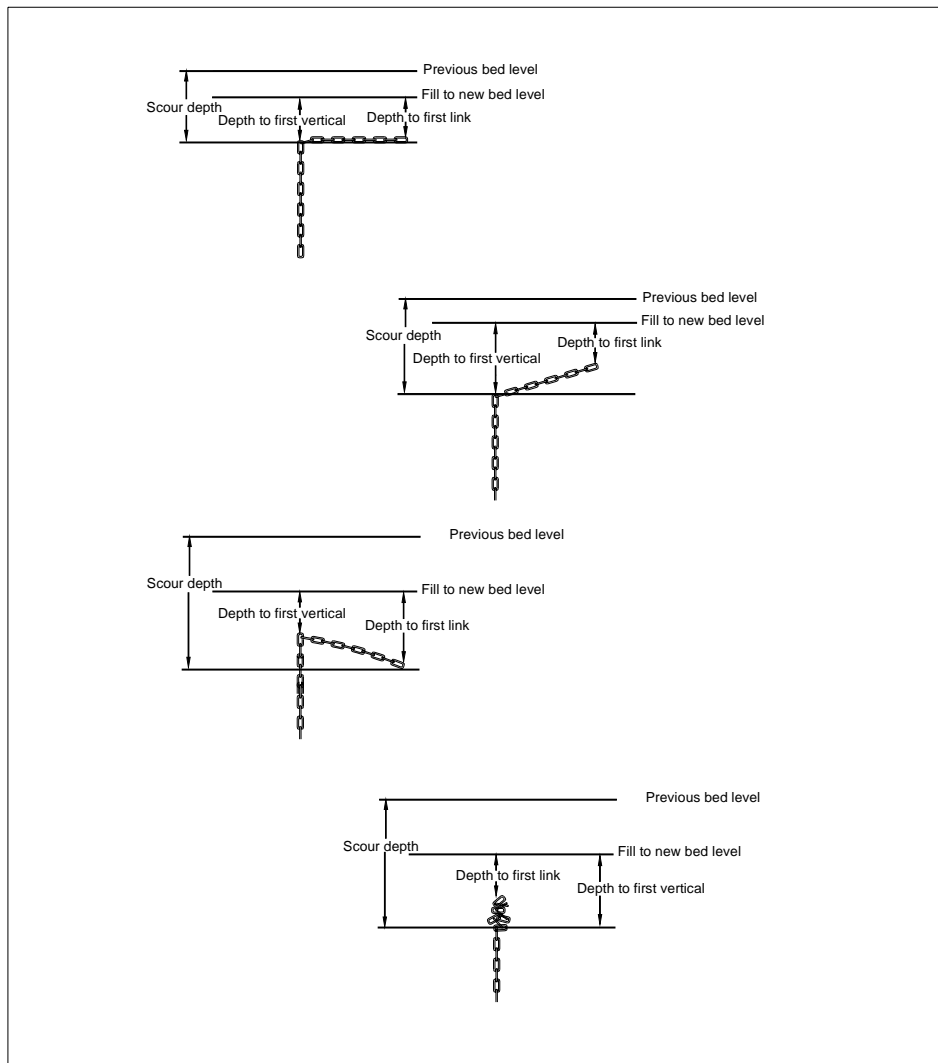 Previous bed level
Fill to new bed level
Scour depth
Depth to first vertical
Depth to first link
Previous bed level
Fill to new bed level
Scour depth
Depth to first link
Depth to first vertical
Previous bed level
Scour depth
Fill to new bed level
Depth to first vertical
Depth to first link
Previous bed level
Scour depth
Fill to new bed level
Depth to first link
Depth to first vertical